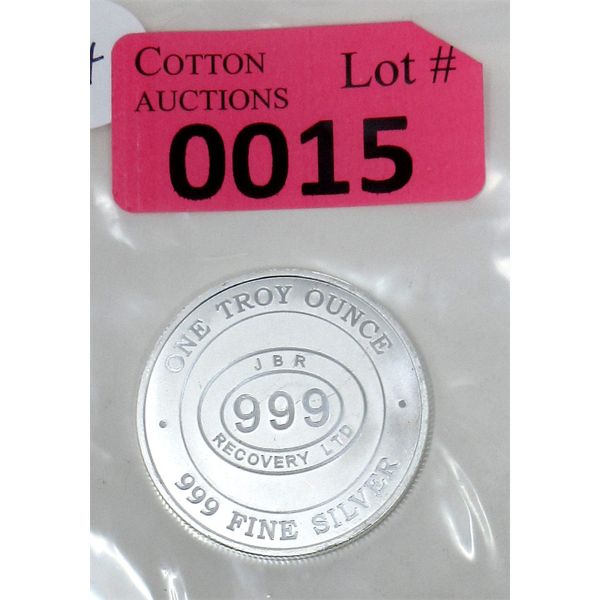 COTTON
AUCTIONS
Lot #
0015
ONE TROY OUNCE
JBR
999
RECOVERY LTD
999 FINE SILVER